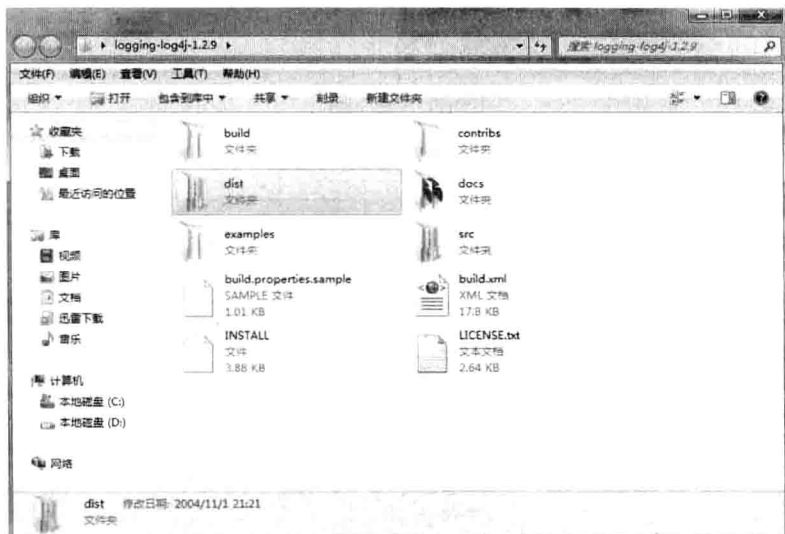 logging-log4j-1.2.9
搜索 logging-log4j-1.2.9
文件(F) 编辑(E) 查看(V) 工具(T) 帮助(H)
组织 打开 包含到库中 共享 刻录 新建文件夹
收藏夹
下载
桌面
最近访问的位置
库
视频
图片
文档
迅雷下载
音乐
计算机
本地磁盘 (C:)
本地磁盘 (D:)
网络
build
文件夹
contribs
文件夹
dist
文件夹
docs
文件夹
examples
文件夹
src
文件夹
build.properties.sample
SAMPLE 文件
1.01 KB
build.xml
XML 文档
17.8 KB
INSTALL
文件
3.88 KB
LICENSE.txt
文本文档
2.64 KB
dist 修改日期: 2004/11/1 21:21
文件夹